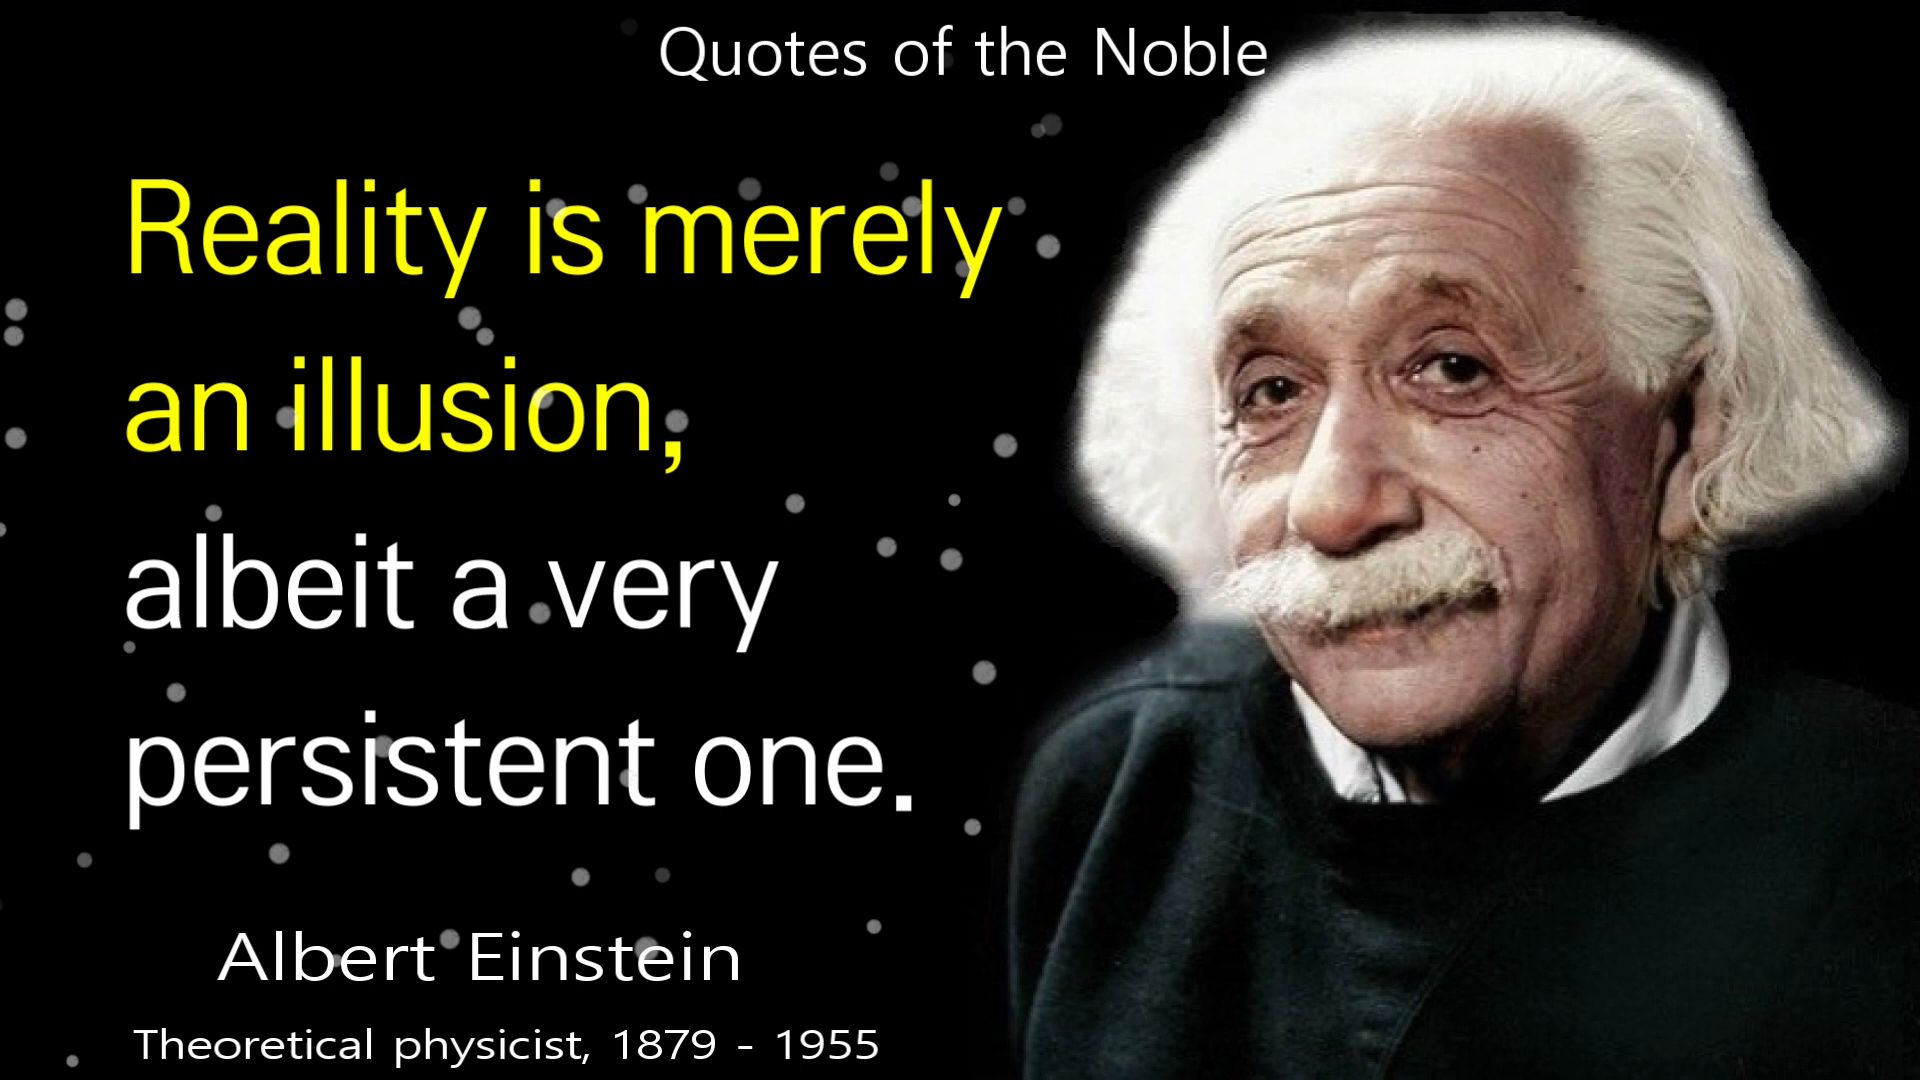 Quotes of the Noble
Reality is merely
an illusion,
albeit a very
persistent one.
Albert Einstein
Theoretical physicist, 1879 - 1955